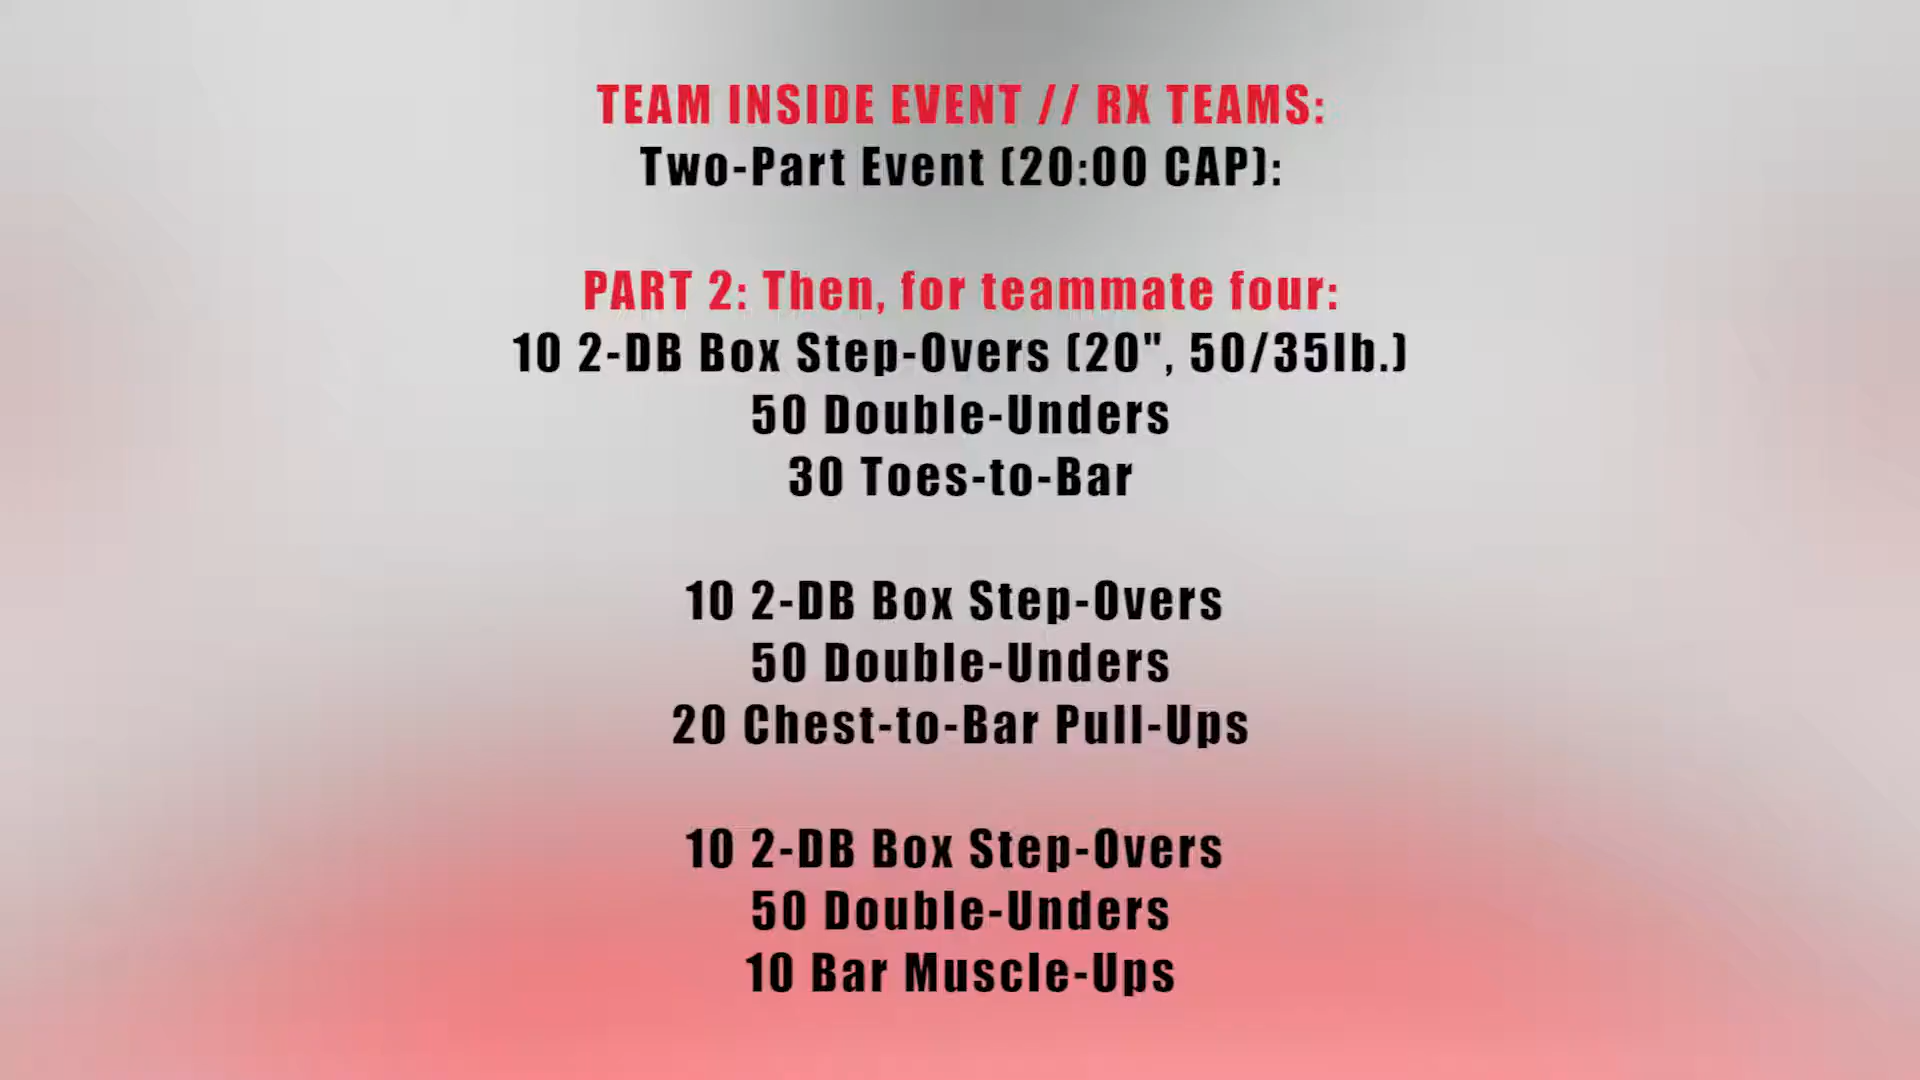 TEAM INSIDE EVENT // RX TEAMS:
Two-Part Event (20:00 CAP):
PART 2: Then, for teammate four:
10 2-DB Box Step-Overs (20", 50/35lb.)
50 Double-Unders
30 Toes-to-Bar
10 2-DB Box Step-Overs
50 Double-Unders
20 Chest-to-Bar Pull-Ups
10 2-DB Box Step-Overs
50 Double-Unders
10 Bar Muscle-Ups